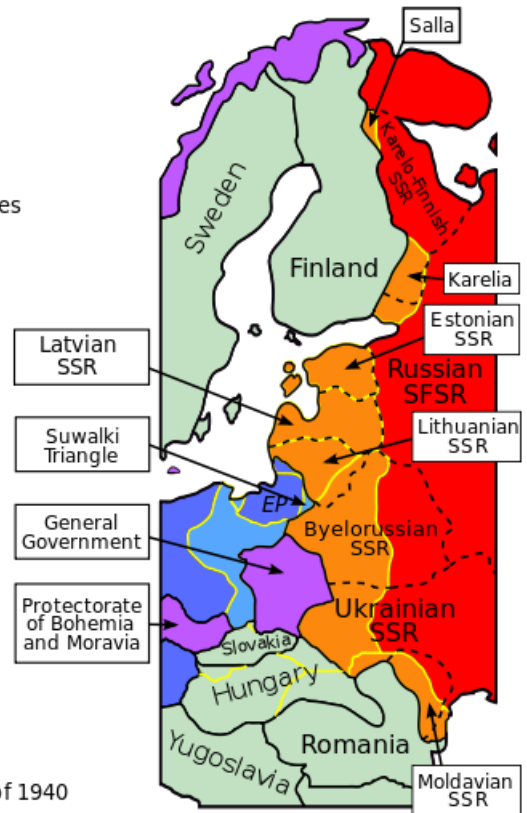 Salla
es
Karelo-Finnish
SSR
Sweden
Finland
Karelia
Estonian
SSR
Latvian
SSR
Russian
SFSR
Lithuanian
SSR
Suwalki
Triangle
EP
General
Government
Byelorussian
SSR
Protectorate
of Bohemia
and Moravia
Ukrainian
SSR
Slovakia
Hungary
Romania
Yugoslavia
Moldavian
SSR
of 1940